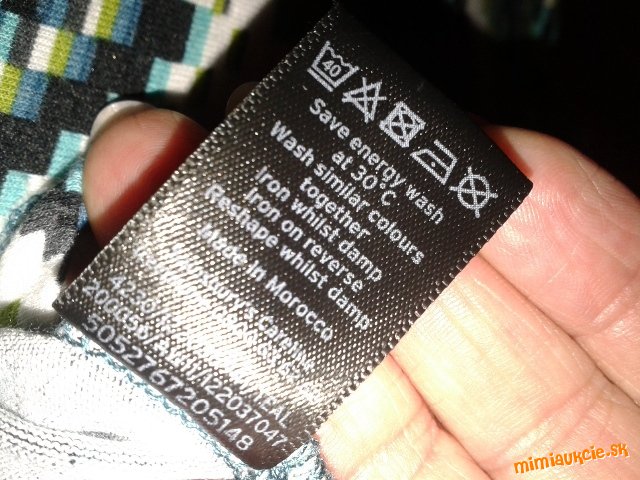 40
Save energy wash
at 30°C
Wash similar colours
together
Iron whilst damp
Iron on reverse
Reshape whilst damp
Made in Morocco
5052767205148
mimiaukcie.sk